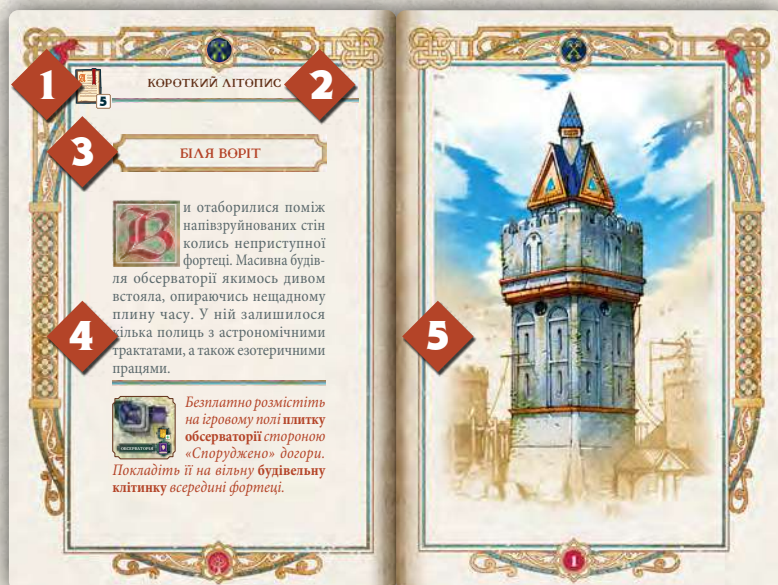 1
5
КОРОТКИЙ ЛІТОПИС
2
3
БІЛЯ ВОРІТ
Ви отаборилися поміж
напівзруйнованих стін
колись неприступної
фортеці. Масивна будів-
ля обсерваторії якимось дивом
встояла, опираючись нещадному
плину часу. У ній залишилося
4
кілька полиць з астрономічними
трактатами, а також езотеричними
працями.
ОБСЕРВАТОРІЯ
Безплатно розмістіть
на ігровому полі плитку
обсерваторії стороною
«Споруджено» догори.
Покладіть її на вільну будівельну
клітинку всередині фортеці.
5
1